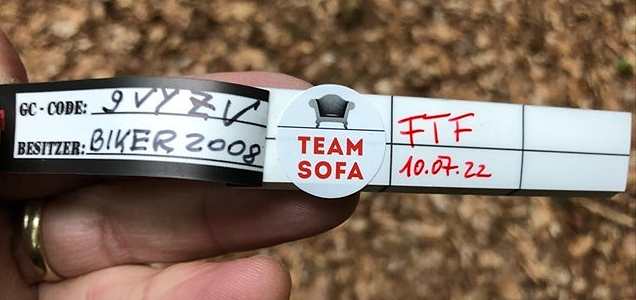 GC - CODE: 9VYZV
BESITZER: BIKER2008
TEAM
SOFA
FTF
10.07.22